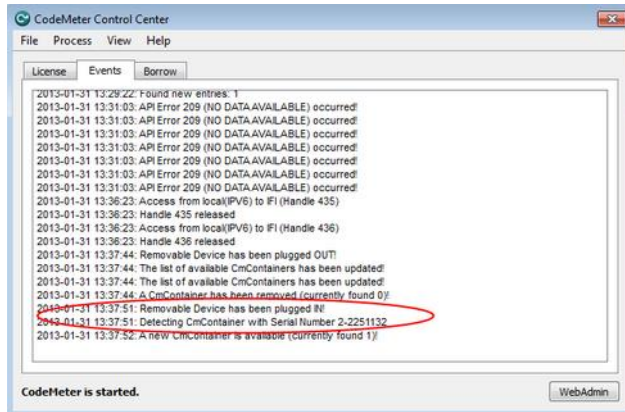 CodeMeter Control Center
File Process View Help
License Events Borrow
2013-01-31 13:29:22: Found new entries: 1
2013-01-31 13:31:03: API Error 209 (NO DATA AVAILABLE) occurred!
2013-01-31 13:31:03: API Error 209 (NO DATA AVAILABLE) occurred!
2013-01-31 13:31:03: API Error 209 (NO DATA AVAILABLE) occurred!
2013-01-31 13:31:03: API Error 209 (NO DATA AVAILABLE) occurred!
2013-01-31 13:31:03: API Error 209 (NO DATA AVAILABLE) occurred!
2013-01-31 13:31:03: API Error 209 (NO DATA AVAILABLE) occurred!
2013-01-31 13:31:03: API Error 209 (NO DATA AVAILABLE) occurred!
2013-01-31 13:36:23: Access from local(IPV6) to IFI (Handle 435)
2013-01-31 13:36:23: Handle 435 released
2013-01-31 13:36:23: Access from local(IPV6) to IFI (Handle 436)
2013-01-31 13:36:23: Handle 436 released
2013-01-31 13:37:44: Removable Device has been plugged OUT!
2013-01-31 13:37:44: The list of available CmContainers has been updated!
2013-01-31 13:37:44: The list of available CmContainers has been updated!
2013-01-31 13:37:44: A CmContainer has been removed (currently found 0)!
2013-01-31 13:37:51: Removable Device has been plugged IN!
2013-01-31 13:37:51: Detecting CmContainer with Serial Number 2-2251132
2013-01-31 13:37:52: A new CmContainer is available (currently found 1)!
CodeMeter is started.
WebAdmin